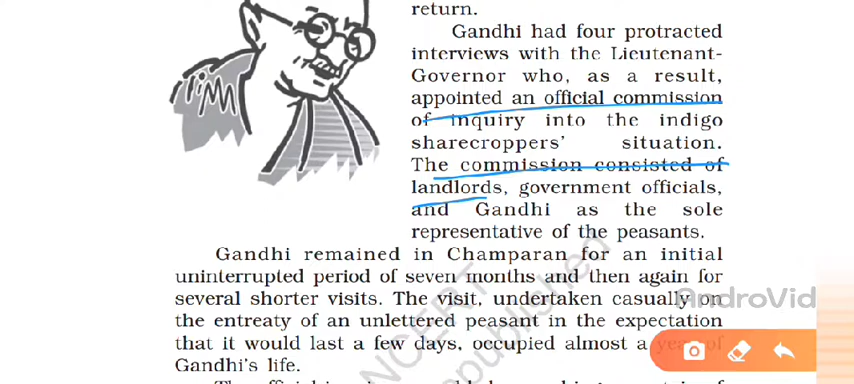 return.
Gandhi had four protracted
interviews with the Lieutenant-
Governor who, as a result,
appointed an official commission
of inquiry into the indigo
sharecroppers' situation.
The commission consisted of
landlords, government officials,
and Gandhi as the sole
representative of the peasants.
Gandhi remained in Champaran for an initial
uninterrupted period of seven months and then again for
several shorter visits. The visit, undertaken casually on
the entreaty of an unlettered peasant in the expectation
that it would last a few days, occupied almost a year of
Gandhi's life.
NCERT
republished
AndroVid